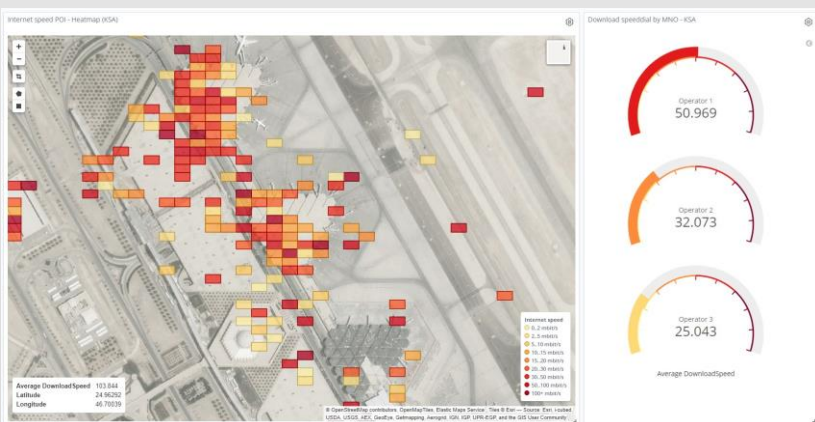 Internet speed POI - Heatmap (KSA)
Average DownloadSpeed 103.844
Latitude 24.96292
Longitude 46.70039
Internet speed
0..2 mbit/s
2..5 mbit/s
5..10 mbit/s
10..15 mbit/s
15..20 mbit/s
20..30 mbit/s
30..50 mbit/s
50..100 mbit/s
100+ mbit/s
© OpenStreetMap contributors, OpenMapTiles, Elastic Maps Service, Tiles © Esri — Source: Esri, i-cubed,
USDA, USGS, AEX, GeoEye, Getmapping, Aerogrid, IGN, IGP, UPR-EGP, and the GIS User Community
Download speeddial by MNO - KSA
Operator 1
50.969
Operator 2
32.073
Operator 3
25.043
Average DownloadSpeed